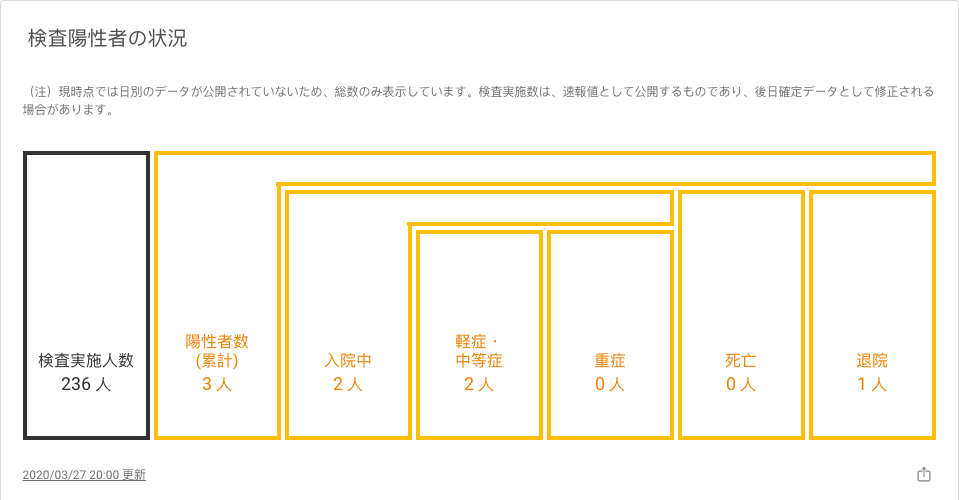 検査陽性者の状況
（注）現時点では日別のデータが公開されていないため、総数のみ表示しています。検査実施数は、速報値として公開するものであり、後日確定データとして修正される
場合があります。
検査実施人数
236 人
陽性者数
(累計)
3 人
入院中
2 人
軽症・
中等症
2 人
重症
0 人
死亡
0 人
退院
1 人
2020/03/27 20:00 更新